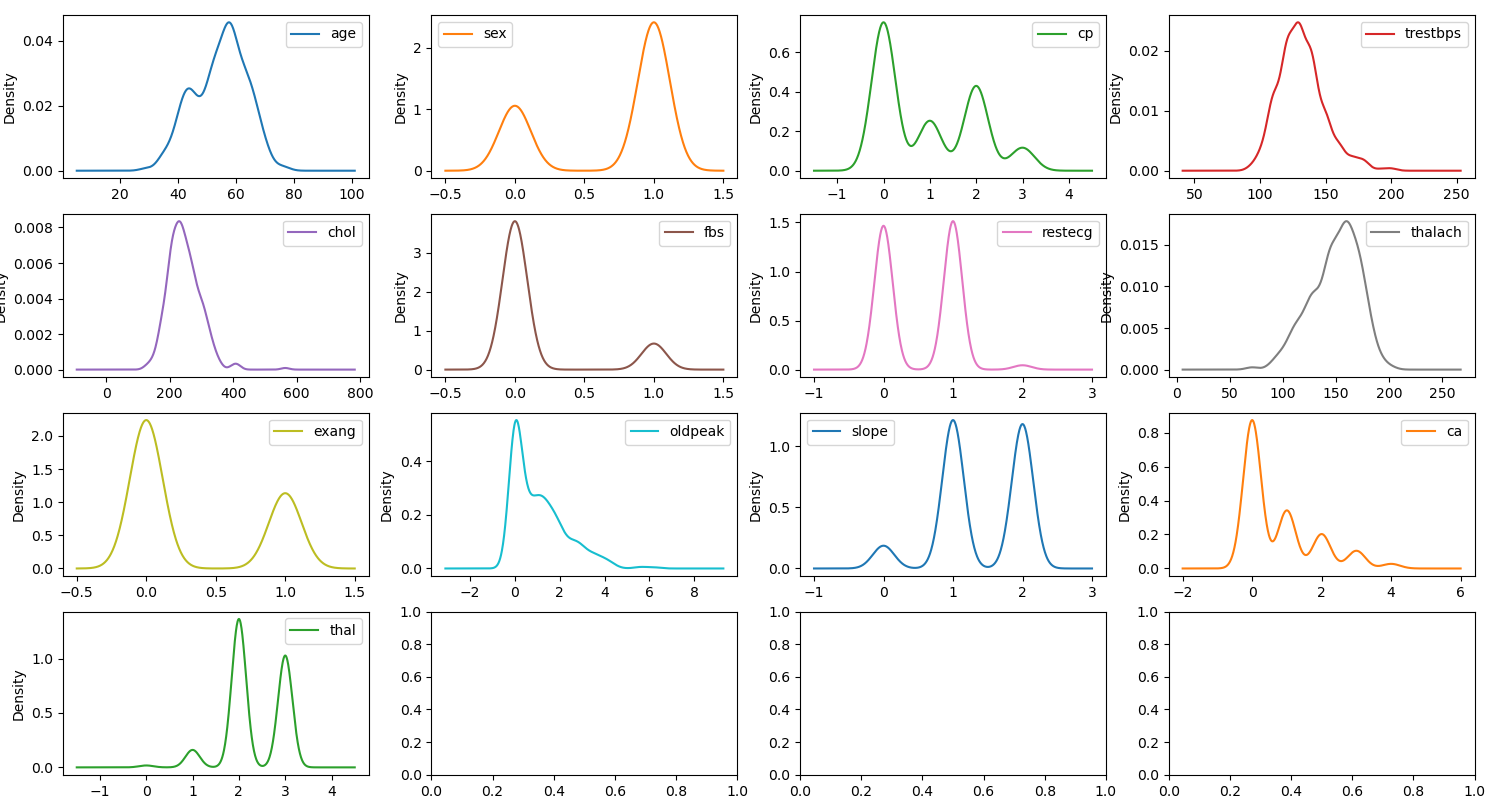 age
Density
0.04
0.02
0.00
20 40 60 80 100
sex
Density
2
1
0
−0.5 0.0 0.5 1.0 1.5
cp
Density
0.6
0.4
0.2
0.0
−1 0 1 2 3 4
trestbps
Density
0.02
0.01
0.00
50 100 150 200 250
chol
Density
0.008
0.006
0.004
0.002
0.000
0 200 400 600 800
fbs
Density
3
2
1
0
−0.5 0.0 0.5 1.0 1.5
restecg
Density
1.5
1.0
0.5
0.0
−1 0 1 2 3
thalach
Density
0.015
0.010
0.005
0.000
0 50 100 150 200 250
exang
Density
2.0
1.5
1.0
0.5
0.0
−0.5 0.0 0.5 1.0 1.5
oldpeak
Density
0.4
0.2
0.0
−2 0 2 4 6 8
slope
Density
1.0
0.5
0.0
−1 0 1 2 3
ca
Density
0.8
0.6
0.4
0.2
0.0
−2 0 2 4 6
thal
Density
1.0
0.5
0.0
−1 0 1 2 3 4
1.0
0.8
0.6
0.4
0.2
0.0
0.0 0.2 0.4 0.6 0.8 1.0
1.0
0.8
0.6
0.4
0.2
0.0
0.0 0.2 0.4 0.6 0.8 1.0
1.0
0.8
0.6
0.4
0.2
0.0
0.0 0.2 0.4 0.6 0.8 1.0